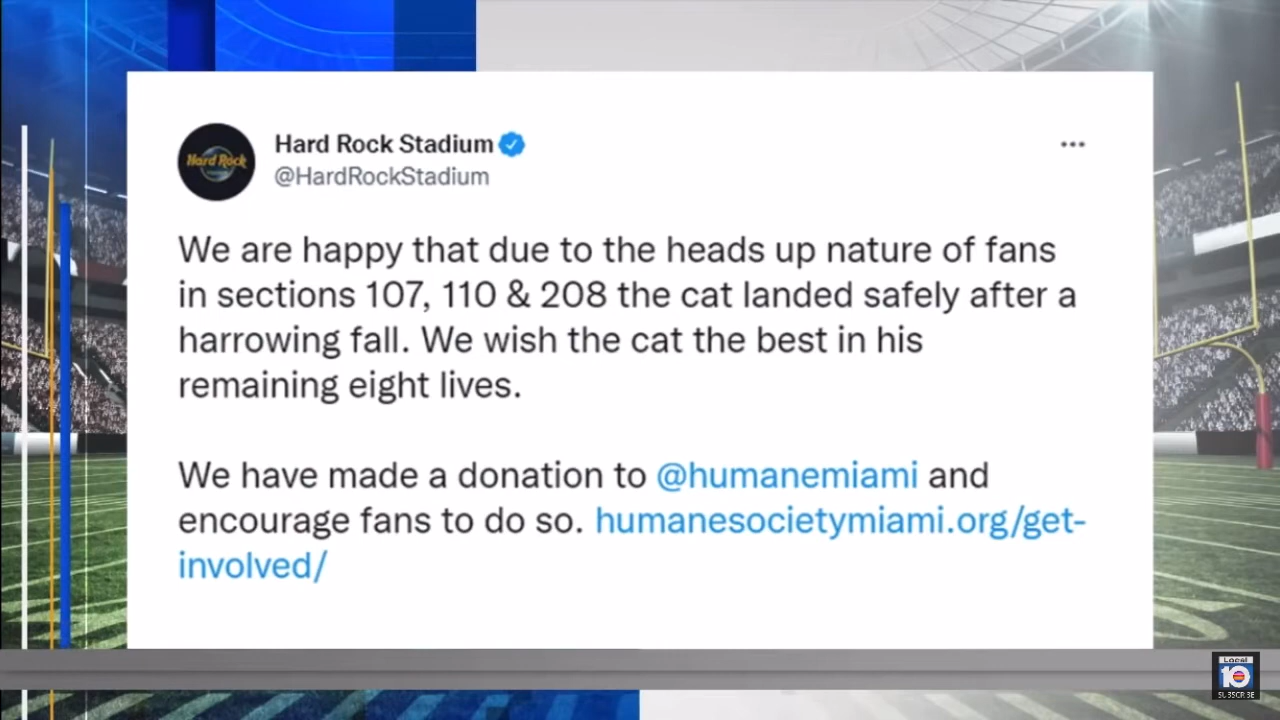 Hard Rock
Hard Rock Stadium
@HardRockStadium
We are happy that due to the heads up nature of fans
in sections 107, 110 & 208 the cat landed safely after a
harrowing fall. We wish the cat the best in his
remaining eight lives.
We have made a donation to @humanemiami and
encourage fans to do so. humanesocietymiami.org/get-
involved/
Local
10
SUBSCRIBE